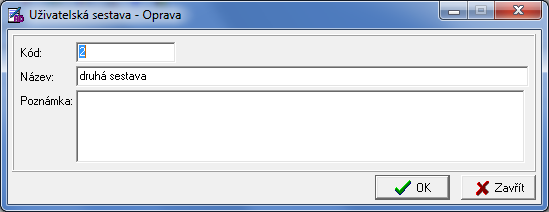 Uživatelská sestava - Oprava
Kód: 2
Název: druhá sestava
Poznámka:
OK Zavřít